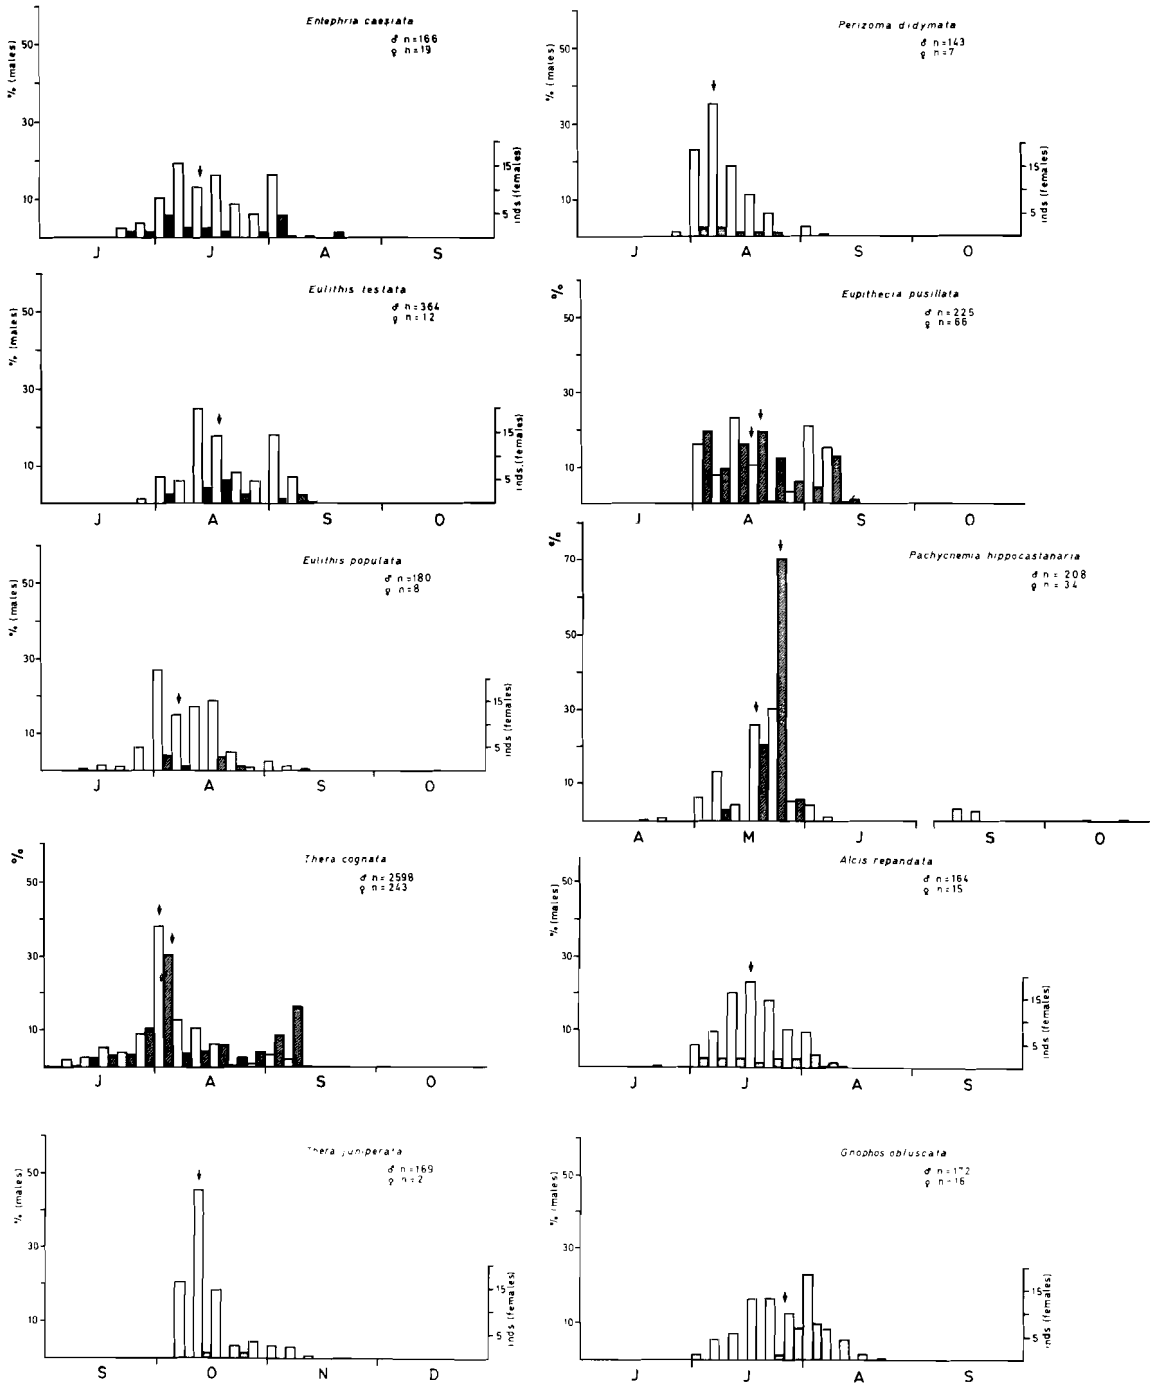 Entephria caesiata
♂ n=166
♀ n=19
% (males)
50
30
10
15
5
inds (females)
J J A S
Perizoma didymata
♂ n=143
♀ n=7
% (males)
50
30
10
15
5
inds (females)
J A S O
Eulithis testata
♂ n=364
♀ n=12
% (males)
50
30
10
15
5
inds. (females)
J A S O
Eupithecia pusillata
♂ n=225
♀ n=66
%
50
30
10
J A S O
Eulithis populata
♂ n=180
♀ n=8
% (males)
50
30
10
15
5
inds (females)
J A S O
Pachycnemia hippocastanaria
♂ n=208
♀ n=34
%
70
50
30
10
A M J S O
Thera cognata
♂ n=2598
♀ n=243
%
50
30
10
J A S O
Alcis repandata
♂ n=164
♀ n=15
% (males)
50
30
10
15
5
inds (females)
J J A S
Thera juniperata
♂ n=169
♀ n=2
% (males)
50
30
10
15
5
inds (females)
S O N D
Gnophos obfuscata
♂ n=172
♀ n=16
% (males)
50
30
10
15
5
inds (females)
J J A S